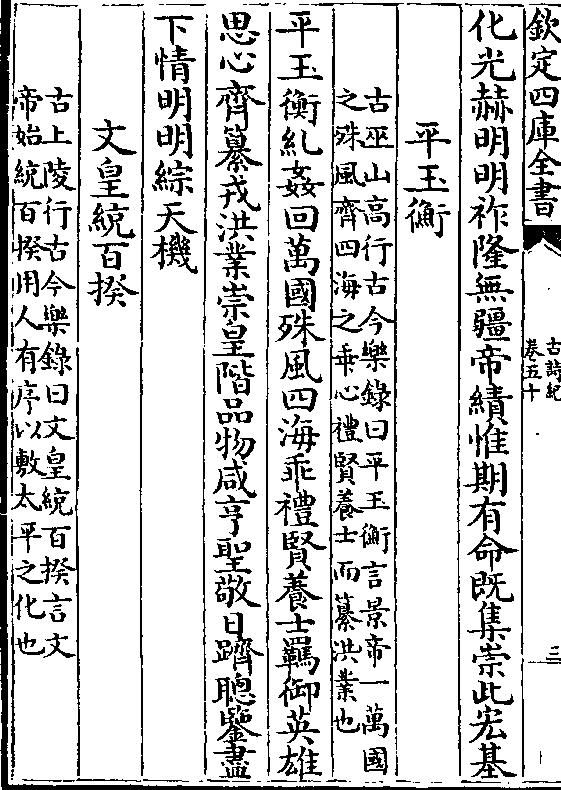 欽定四庫全書
古詩紀
卷五十
三
化光赫明明祚隆無疆帝績惟期有命既集崇此宏基
平玉衡
古巫山高行古今樂錄曰平玉衡言景帝一萬國
之殊風齊四海之乖心禮賢養士而纂洪業也
平玉衡糺姦回萬國殊風四海乖禮賢養士羈御英雄
思心齊纂戎洪業崇皇階品物咸亨聖敬日躋聰鑒盡
下情明明綜天機
文皇統百揆
古上陵行古今樂錄曰文皇統百揆言文
帝始統百揆用人有序以敷太平之化也